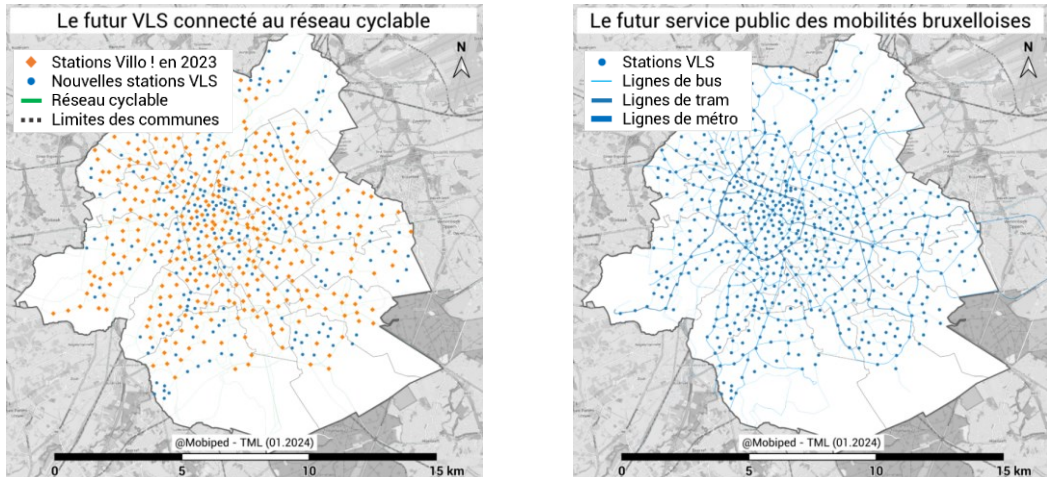 Le futur VLS connecté au réseau cyclable
N
Stations Villo ! en 2023
Nouvelles stations VLS
Réseau cyclable
Limites des communes
@Mobiped - TML (01.2024)
0 5 10 15 km
Le futur service public des mobilités bruxelloises
N
Stations VLS
Lignes de bus
Lignes de tram
Lignes de métro
@Mobiped - TML (01.2024)
0 5 10 15 km